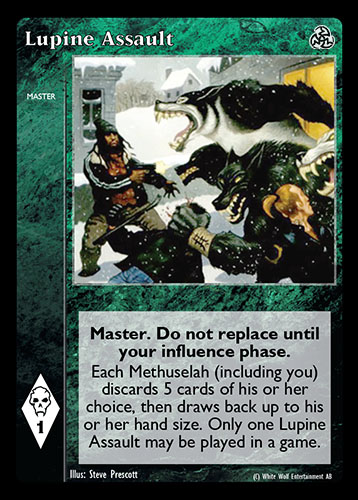 Lupine Assault
MASTER
Master. Do not replace until
your influence phase.
Each Methuselah (including you)
discards 5 cards of his or her
choice, then draws back up to his
or her hand size. Only one Lupine
Assault may be played in a game.
1
Illus: Steve Prescott
(C) White Wolf Entertainment AB